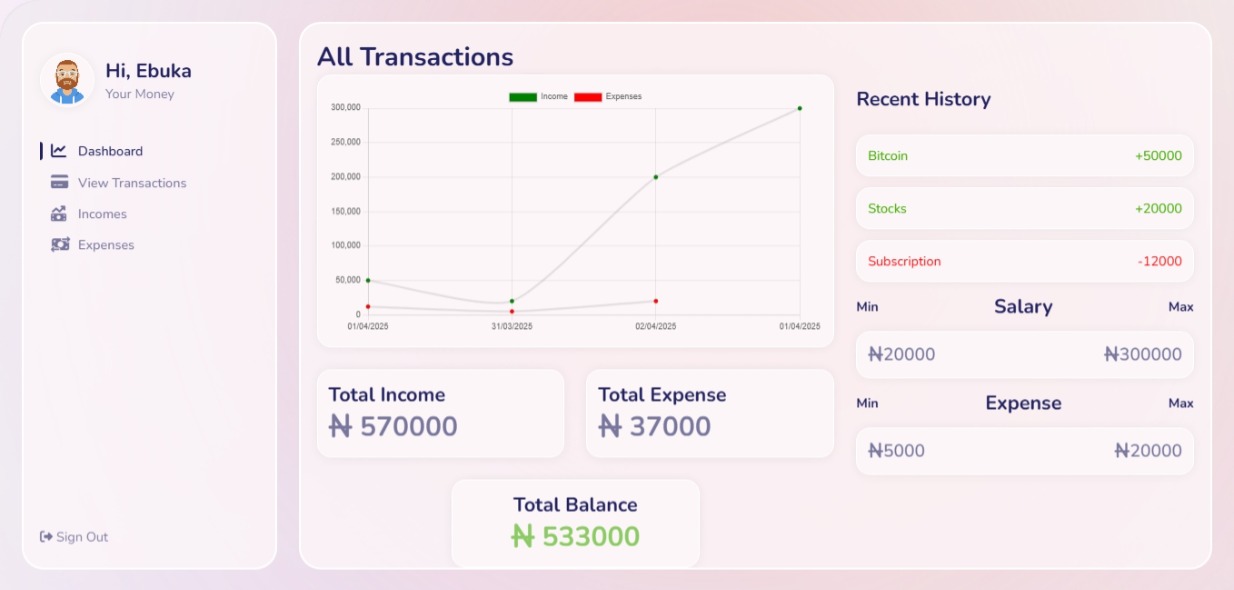 Hi, Ebuka
Your Money
Dashboard
View Transactions
Incomes
Expenses
Sign Out
All Transactions
Income Expenses
300,000
250,000
200,000
150,000
100,000
50,000
0
01/04/2025 31/03/2025 02/04/2025 01/04/2025
Total Income
₦ 570000
Total Expense
₦ 37000
Total Balance
₦ 533000
Recent History
Bitcoin +50000
Stocks +20000
Subscription -12000
Min Salary Max
₦20000 ₦300000
Min Expense Max
₦5000 ₦20000